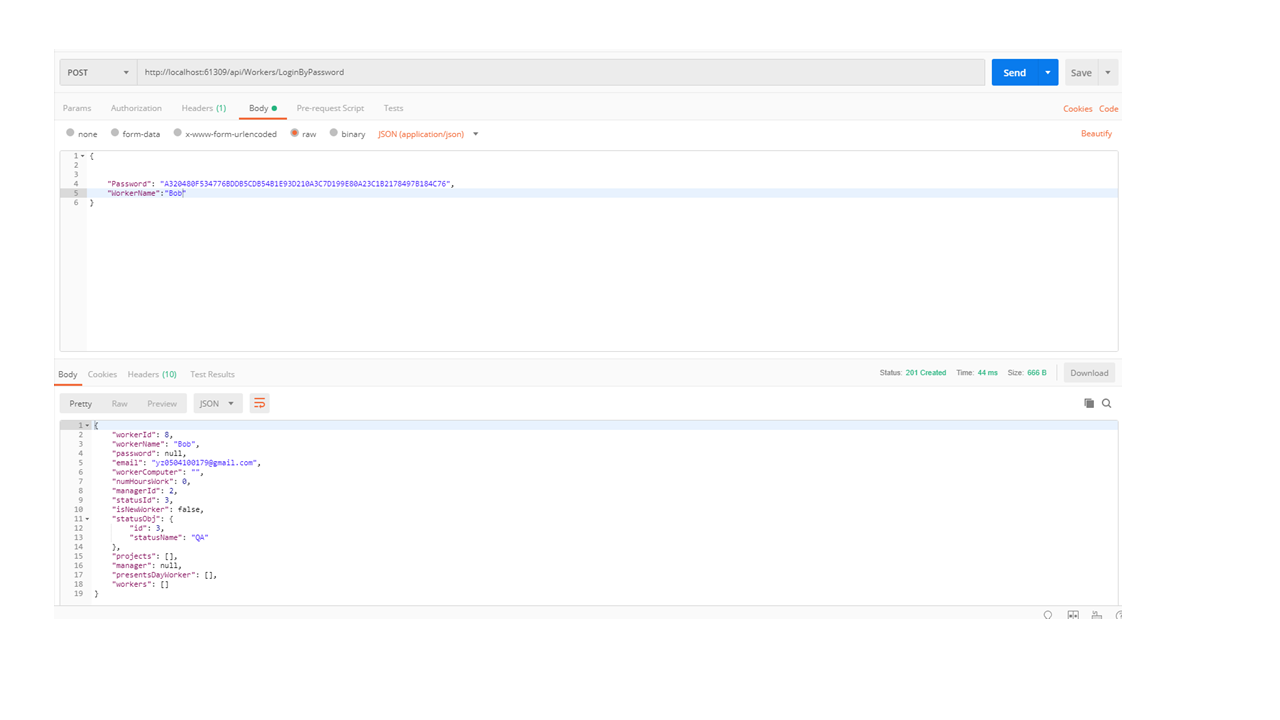 POST http://localhost:61309/api/Workers/LoginByPassword Send Save
Params Authorization Headers (1) Body Pre-request Script Tests Cookies Code
none form-data x-www-form-urlencoded raw binary JSON (application/json) Beautify
1 {
2
3
4 "Password": "A320480F534776BDDB5CDB54B1E93D210A3C7D199E80A23C1B2178497B184C76",
5 "WorkerName":"Bob"
6 }
Body Cookies Headers (10) Test Results Status: 201 Created Time: 44 ms Size: 666 B Download
Pretty Raw Preview JSON
1 {
2 "workerId": 8,
3 "workerName": "Bob",
4 "password": null,
5 "email": "yz0504100179@gmail.com",
6 "workerComputer": "",
7 "numHoursWork": 0,
8 "managerId": 2,
9 "statusId": 3,
10 "isNewWorker": false,
11 "statusObj": {
12 "id": 3,
13 "statusName": "QA"
14 },
15 "projects": [],
16 "manager": null,
17 "presentsDayWorker": [],
18 "workers": []
19 }